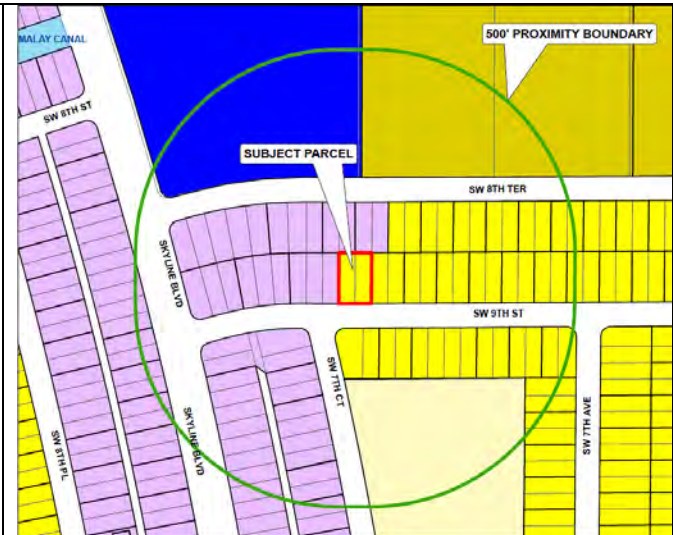 MALAY CANAL
500' PROXIMITY BOUNDARY
SW 8TH ST
SUBJECT PARCEL
SW 8TH TER
SKYLINE BLVD
SW 9TH ST
SW 7TH CT
SKYLINE BLVD
SW 7TH AVE
SW 8TH PL